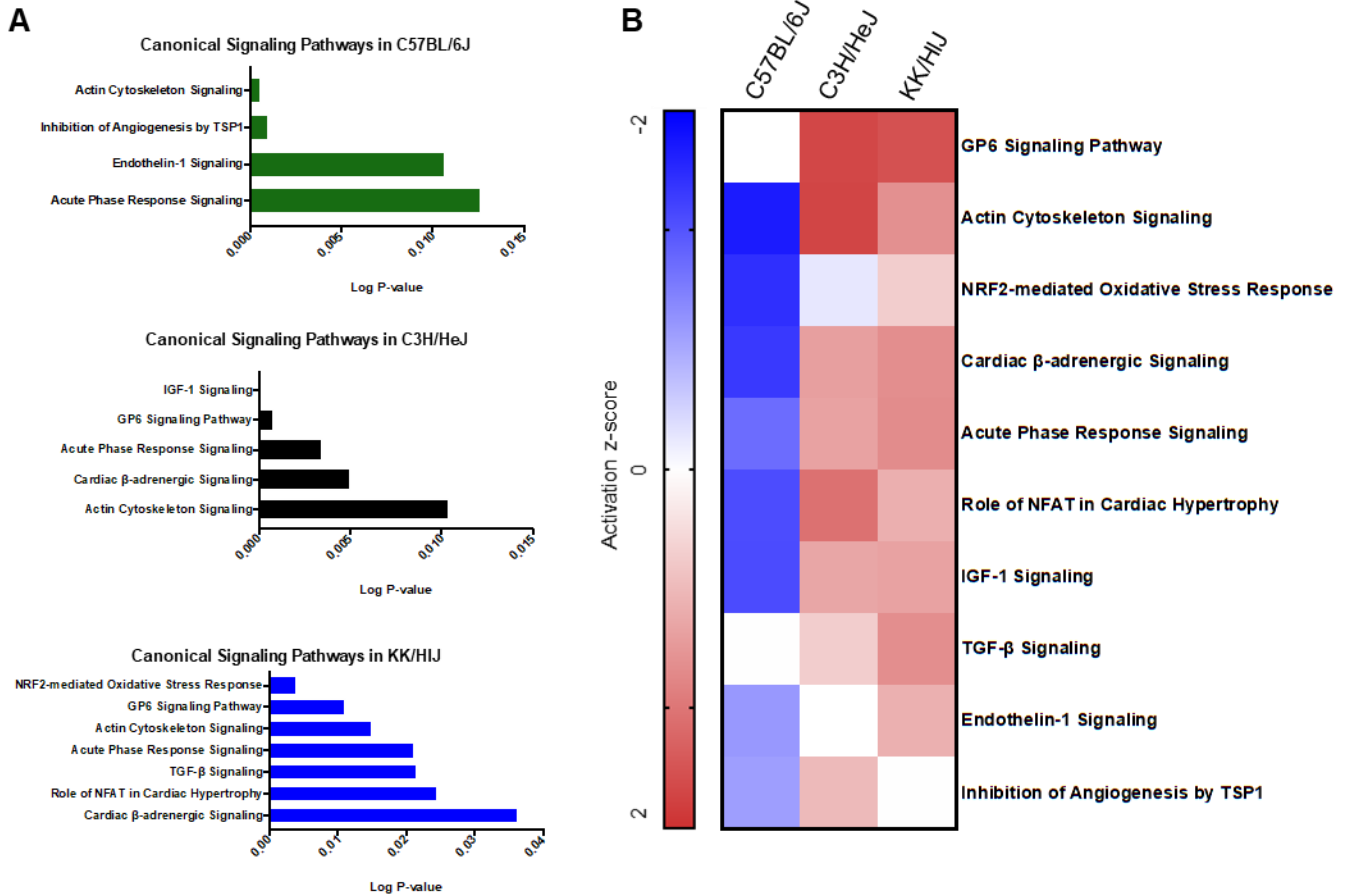 A
Canonical Signaling Pathways in C57BL/6J
Actin Cytoskeleton Signaling
Inhibition of Angiogenesis by TSP1
Endothelin-1 Signaling
Acute Phase Response Signaling
0.000 0.005 0.010 0.015
Log P-value
Canonical Signaling Pathways in C3H/HeJ
IGF-1 Signaling
GP6 Signaling Pathway
Acute Phase Response Signaling
Cardiac β-adrenergic Signaling
Actin Cytoskeleton Signaling
0.000 0.005 0.010 0.015
Log P-value
Canonical Signaling Pathways in KK/HIJ
NRF2-mediated Oxidative Stress Response
GP6 Signaling Pathway
Actin Cytoskeleton Signaling
Acute Phase Response Signaling
TGF-β Signaling
Role of NFAT in Cardiac Hypertrophy
Cardiac β-adrenergic Signaling
0.00 0.01 0.02 0.03 0.04
Log P-value
B
C57BL/6J C3H/HeJ KK/HIJ
-2
0
2
Activation z-score
GP6 Signaling Pathway
Actin Cytoskeleton Signaling
NRF2-mediated Oxidative Stress Response
Cardiac β-adrenergic Signaling
Acute Phase Response Signaling
Role of NFAT in Cardiac Hypertrophy
IGF-1 Signaling
TGF-β Signaling
Endothelin-1 Signaling
Inhibition of Angiogenesis by TSP1